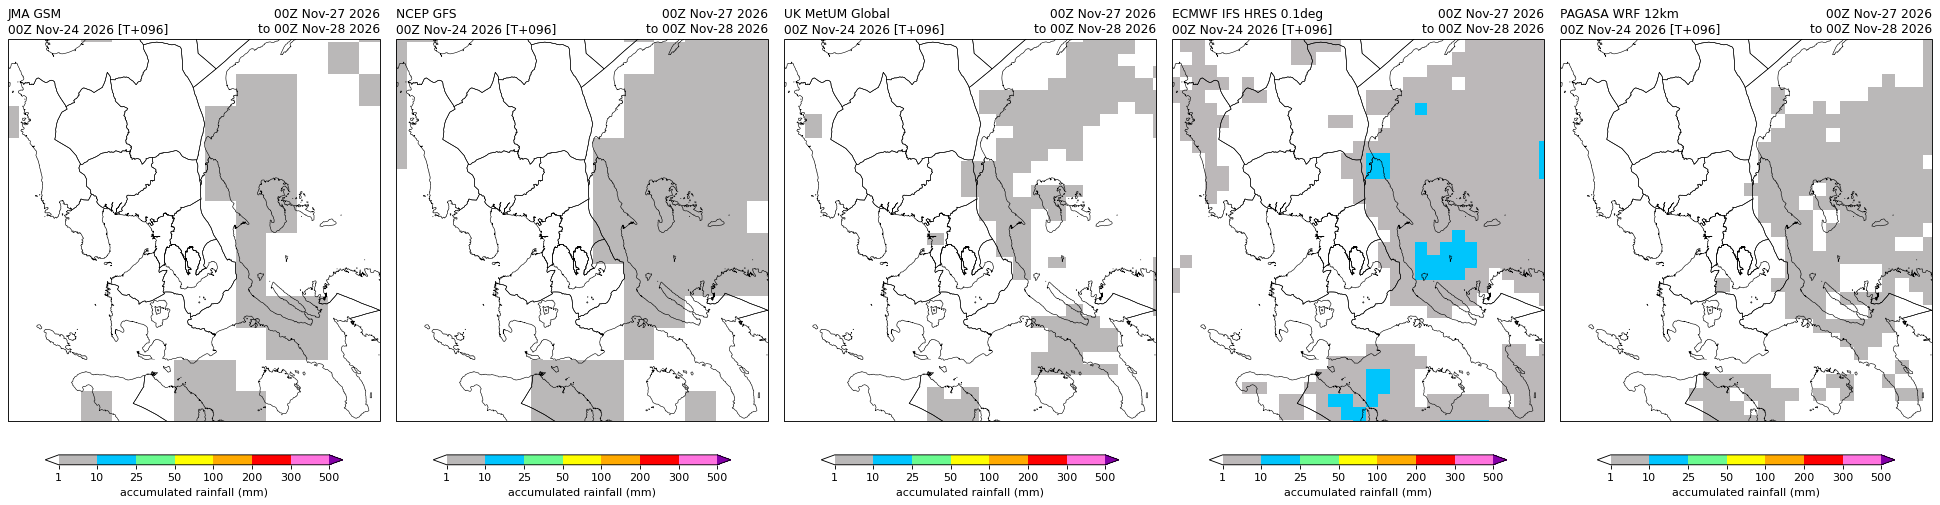 JMA GSM
00Z Nov-24 2026 [T+096]
00Z Nov-27 2026
to 00Z Nov-28 2026
NCEP GFS
00Z Nov-24 2026 [T+096]
00Z Nov-27 2026
to 00Z Nov-28 2026
UK MetUM Global
00Z Nov-24 2026 [T+096]
00Z Nov-27 2026
to 00Z Nov-28 2026
ECMWF IFS HRES 0.1deg
00Z Nov-24 2026 [T+096]
00Z Nov-27 2026
to 00Z Nov-28 2026
PAGASA WRF 12km
00Z Nov-24 2026 [T+096]
00Z Nov-27 2026
to 00Z Nov-28 2026
1 10 25 50 100 200 300 500
accumulated rainfall (mm)
1 10 25 50 100 200 300 500
accumulated rainfall (mm)
1 10 25 50 100 200 300 500
accumulated rainfall (mm)
1 10 25 50 100 200 300 500
accumulated rainfall (mm)
1 10 25 50 100 200 300 500
accumulated rainfall (mm)